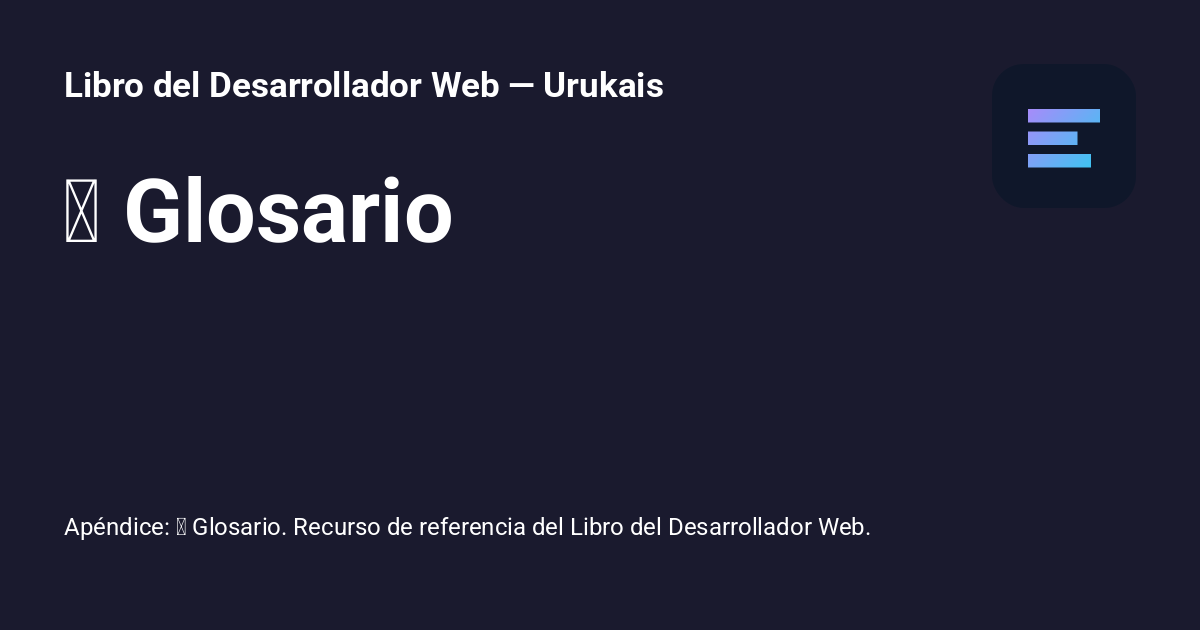 Libro del Desarrollador Web — Urukais
Glosario
Apéndice: Glosario. Recurso de referencia del Libro del Desarrollador Web.